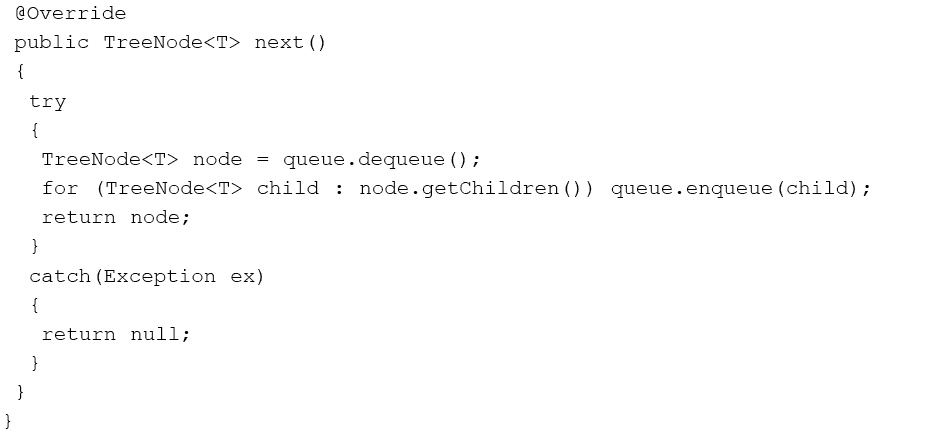 @Override
public TreeNode<T> next()
{
try
{
TreeNode<T> node = queue.dequeue();
for (TreeNode<T> child : node.getChildren()) queue.enqueue(child);
return node;
}
catch(Exception ex)
{
return null;
}
}
}